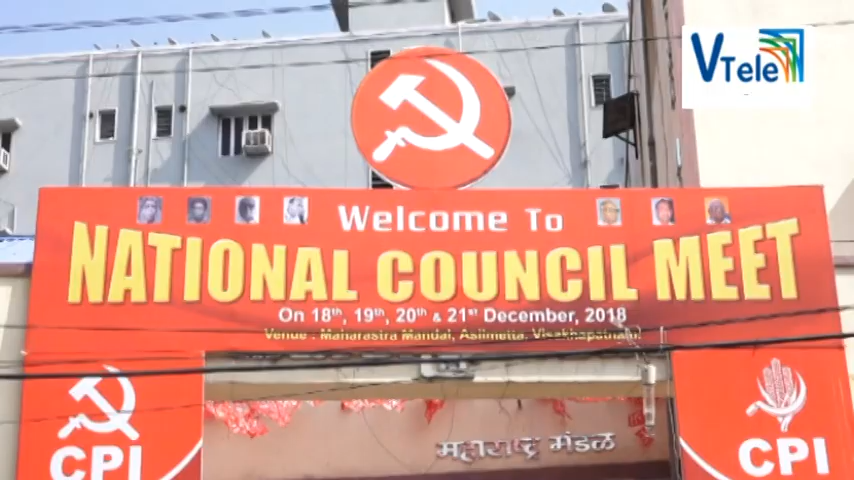 VTele
Welcome To
NATIONAL COUNCIL MEET
On 18th, 19th, 20th & 21st December, 2018
Venue : Maharastra Mandal, Asilmetta, Visakhapatnam.
महाराष्ट्र मंडळ
CPI
CPI